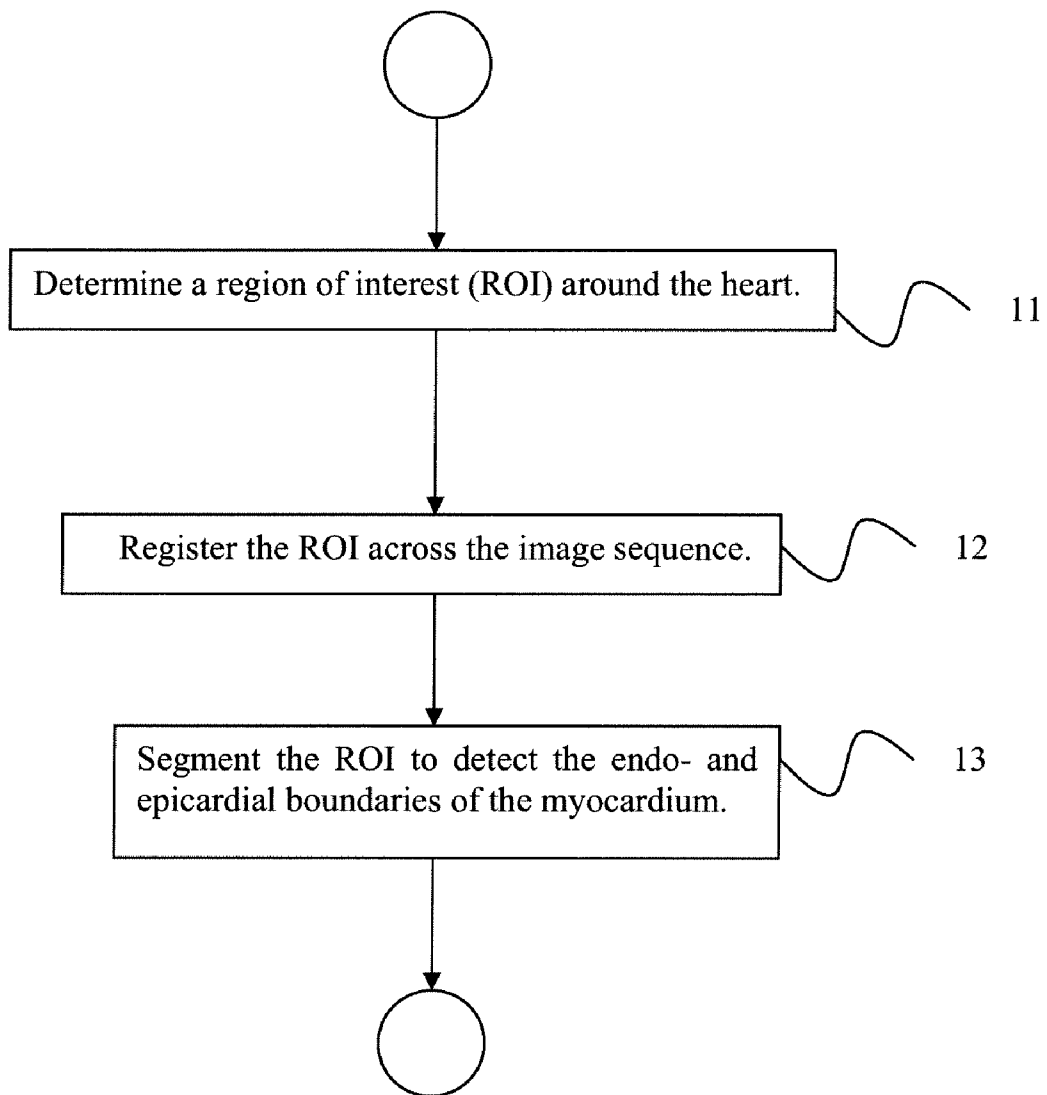 Determine a region of interest (ROI) around the heart.
11
Register the ROI across the image sequence.
12
Segment the ROI to detect the endo- and
epicardial boundaries of the myocardium.
13